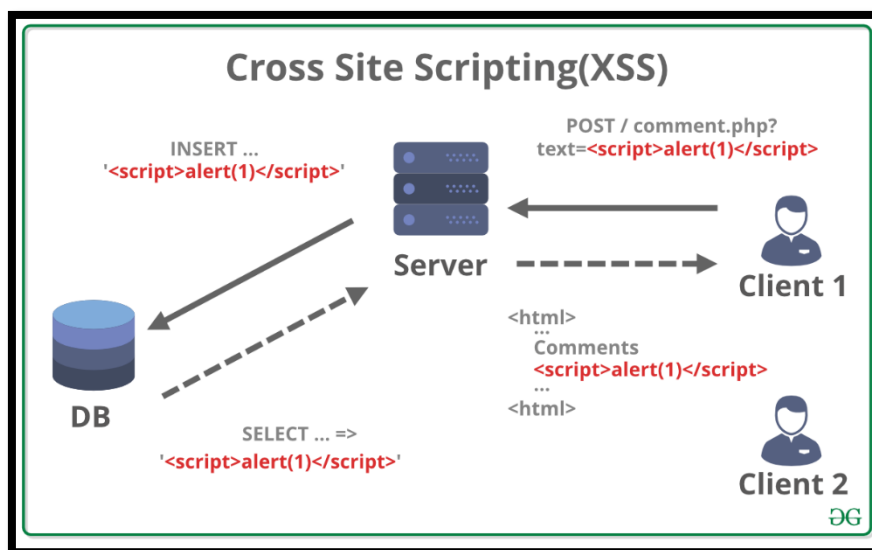 Cross Site Scripting(XSS)
INSERT ...
'<script>alert(1)</script>'
POST / comment.php?
text=<script>alert(1)</script>
Server
Client 1
<html>
...
Comments
<script>alert(1)</script>
...
<html>
DB
SELECT ... =>
'<script>alert(1)</script>'
Client 2